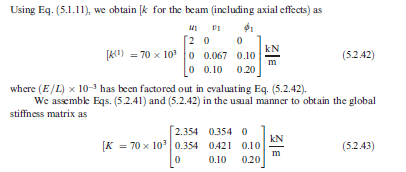 Using Eq. (5.1.11), we obtain [k for the beam (including axial effects) as
u1 v1 ϕ1
[k(1) = 70 × 10³ [2 0 0
0 0.067 0.10
0 0.10 0.20] kN/m (5.2.42)
where (E/L) × 10⁻³ has been factored out in evaluating Eq. (5.2.42).
We assemble Eqs. (5.2.41) and (5.2.42) in the usual manner to obtain the global
stiffness matrix as
[K = 70 × 10³ [2.354 0.354 0
0.354 0.421 0.10
0 0.10 0.20] kN/m (5.2.43)